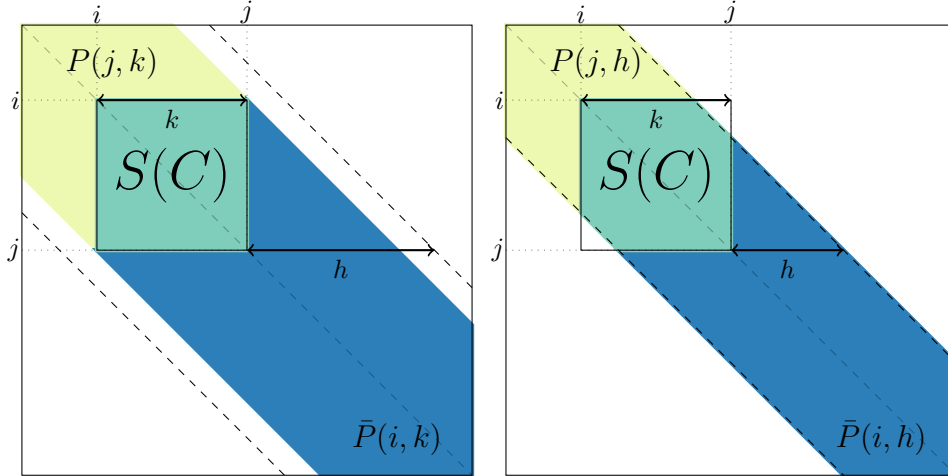 i j
P(j, k)
i
k
S(C)
j
h
P̄(i, k)
i j
P(j, h)
i
k
S(C)
j
h
P̄(i, h)